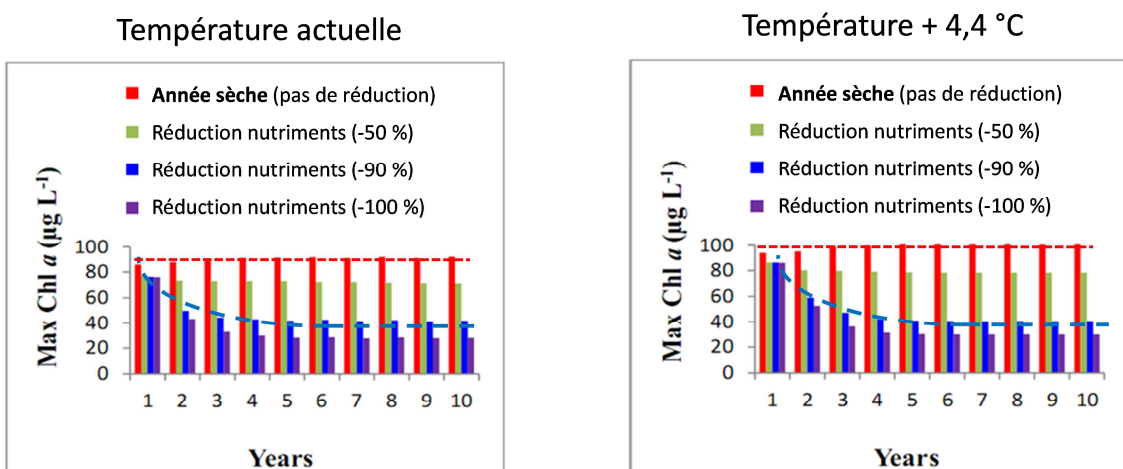 Température actuelle
Année sèche (pas de réduction)
Réduction nutriments (-50 %)
Réduction nutriments (-90 %)
Réduction nutriments (-100 %)
Max Chl a (µg L-1)
100
80
60
40
20
0
1 2 3 4 5 6 7 8 9 10
Years
Température + 4,4 °C
Année sèche (pas de réduction)
Réduction nutriments (-50 %)
Réduction nutriments (-90 %)
Réduction nutriments (-100 %)
Max Chl a (µg L-1)
100
80
60
40
20
0
1 2 3 4 5 6 7 8 9 10
Years